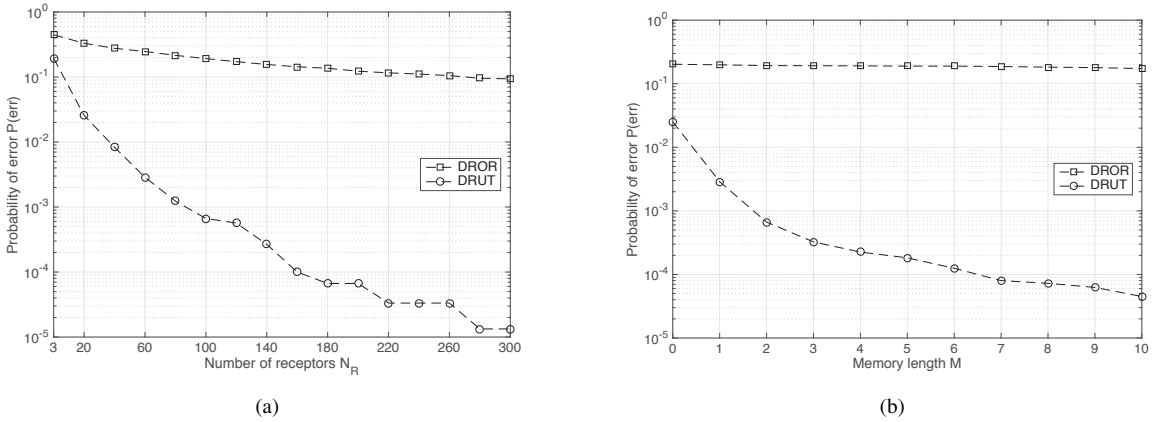 10^0
10^-1
10^-2
10^-3
10^-4
10^-5
Probability of error P(err)
DROR
DRUT
3 20 60 100 140 180 220 260 300
Number of receptors N_R
(a)
10^0
10^-1
10^-2
10^-3
10^-4
10^-5
Probability of error P(err)
DROR
DRUT
0 1 2 3 4 5 6 7 8 9 10
Memory length M
(b)